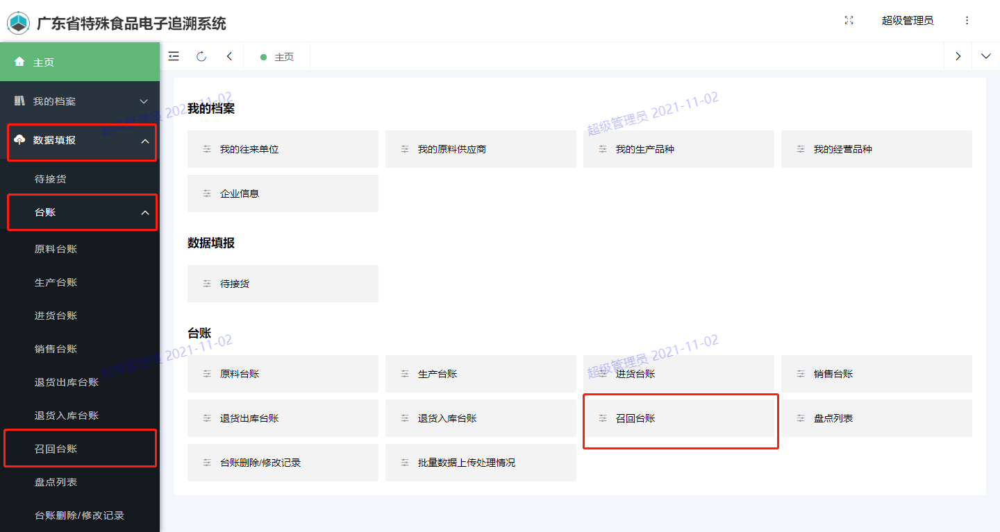 广东省特殊食品电子追溯系统
超级管理员
主页
主页
我的档案
数据填报
待接货
台账
原料台账
生产台账
进货台账
销售台账
退货出库台账
退货入库台账
召回台账
盘点列表
台账删除/修改记录
我的档案
超级管理员 2021-11-02
超级管理员 2021-11-02
我的往来单位
我的原料供应商
我的生产品种
我的经营品种
企业信息
数据填报
待接货
台账
超级管理员 2021-11-02
超级管理员 2021-11-02
原料台账
生产台账
进货台账
销售台账
退货出库台账
退货入库台账
召回台账
盘点列表
台账删除/修改记录
批量数据上传处理情况